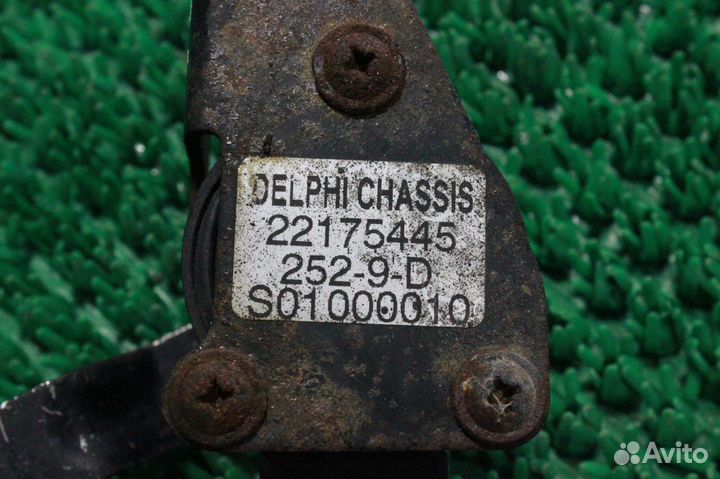 DELPHI CHASSIS
22175445
252-9-D
S01000010
Avito